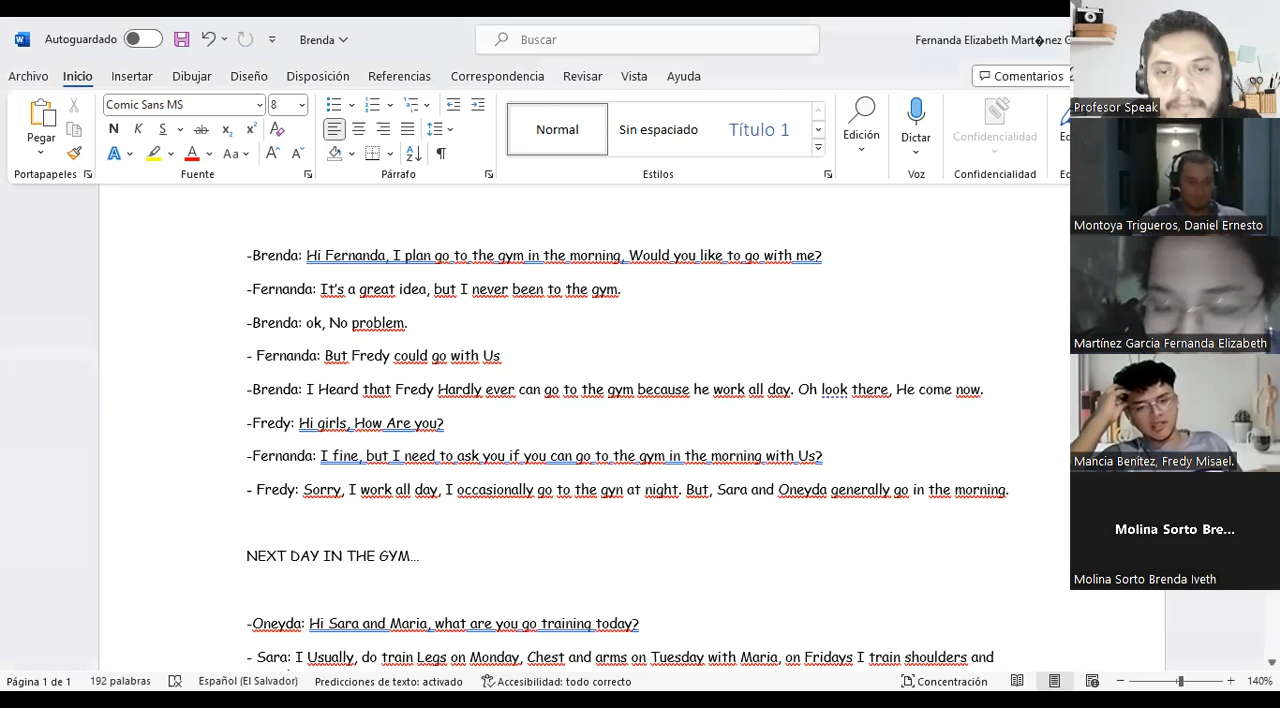 Autoguardado
Brenda
Buscar
Fernanda Elizabeth Mart�nez G
Archivo Inicio Insertar Dibujar Diseño Disposición Referencias Correspondencia Revisar Vista Ayuda
Comentarios
Comic Sans MS 8
Pegar
N K S ab x₂ x²
A A Aa A A
Normal
Sin espaciado
Título 1
Edición
Dictar
Confidencialidad
Portapapeles Fuente Párrafo Estilos Voz Confidencialidad
-Brenda: Hi Fernanda, I plan go to the gym in the morning, Would you like to go with me?
-Fernanda: It's a great idea, but I never been to the gym.
-Brenda: ok, No problem.
- Fernanda: But Fredy could go with Us
-Brenda: I Heard that Fredy Hardly ever can go to the gym because he work all day. Oh look there, He come now.
-Fredy: Hi girls, How Are you?
-Fernanda: I fine, but I need to ask you if you can go to the gym in the morning with Us?
- Fredy: Sorry, I work all day, I occasionally go to the gyn at night. But, Sara and Oneyda generally go in the morning.
NEXT DAY IN THE GYM...
-Oneyda: Hi Sara and Maria, what are you go training today?
- Sara: I Usually, do train Legs on Monday, Chest and arms on Tuesday with Maria, on Fridays I train shoulders and
Página 1 de 1
192 palabras
Español (El Salvador)
Predicciones de texto: activado
Accesibilidad: todo correcto
Concentración
140%
Profesor Speak
Montoya Trigueros, Daniel Ernesto
Martínez Garcia Fernanda Elizabeth
Mancia Benitez, Fredy Misael.
Molina Sorto Bre...
Molina Sorto Brenda Iveth